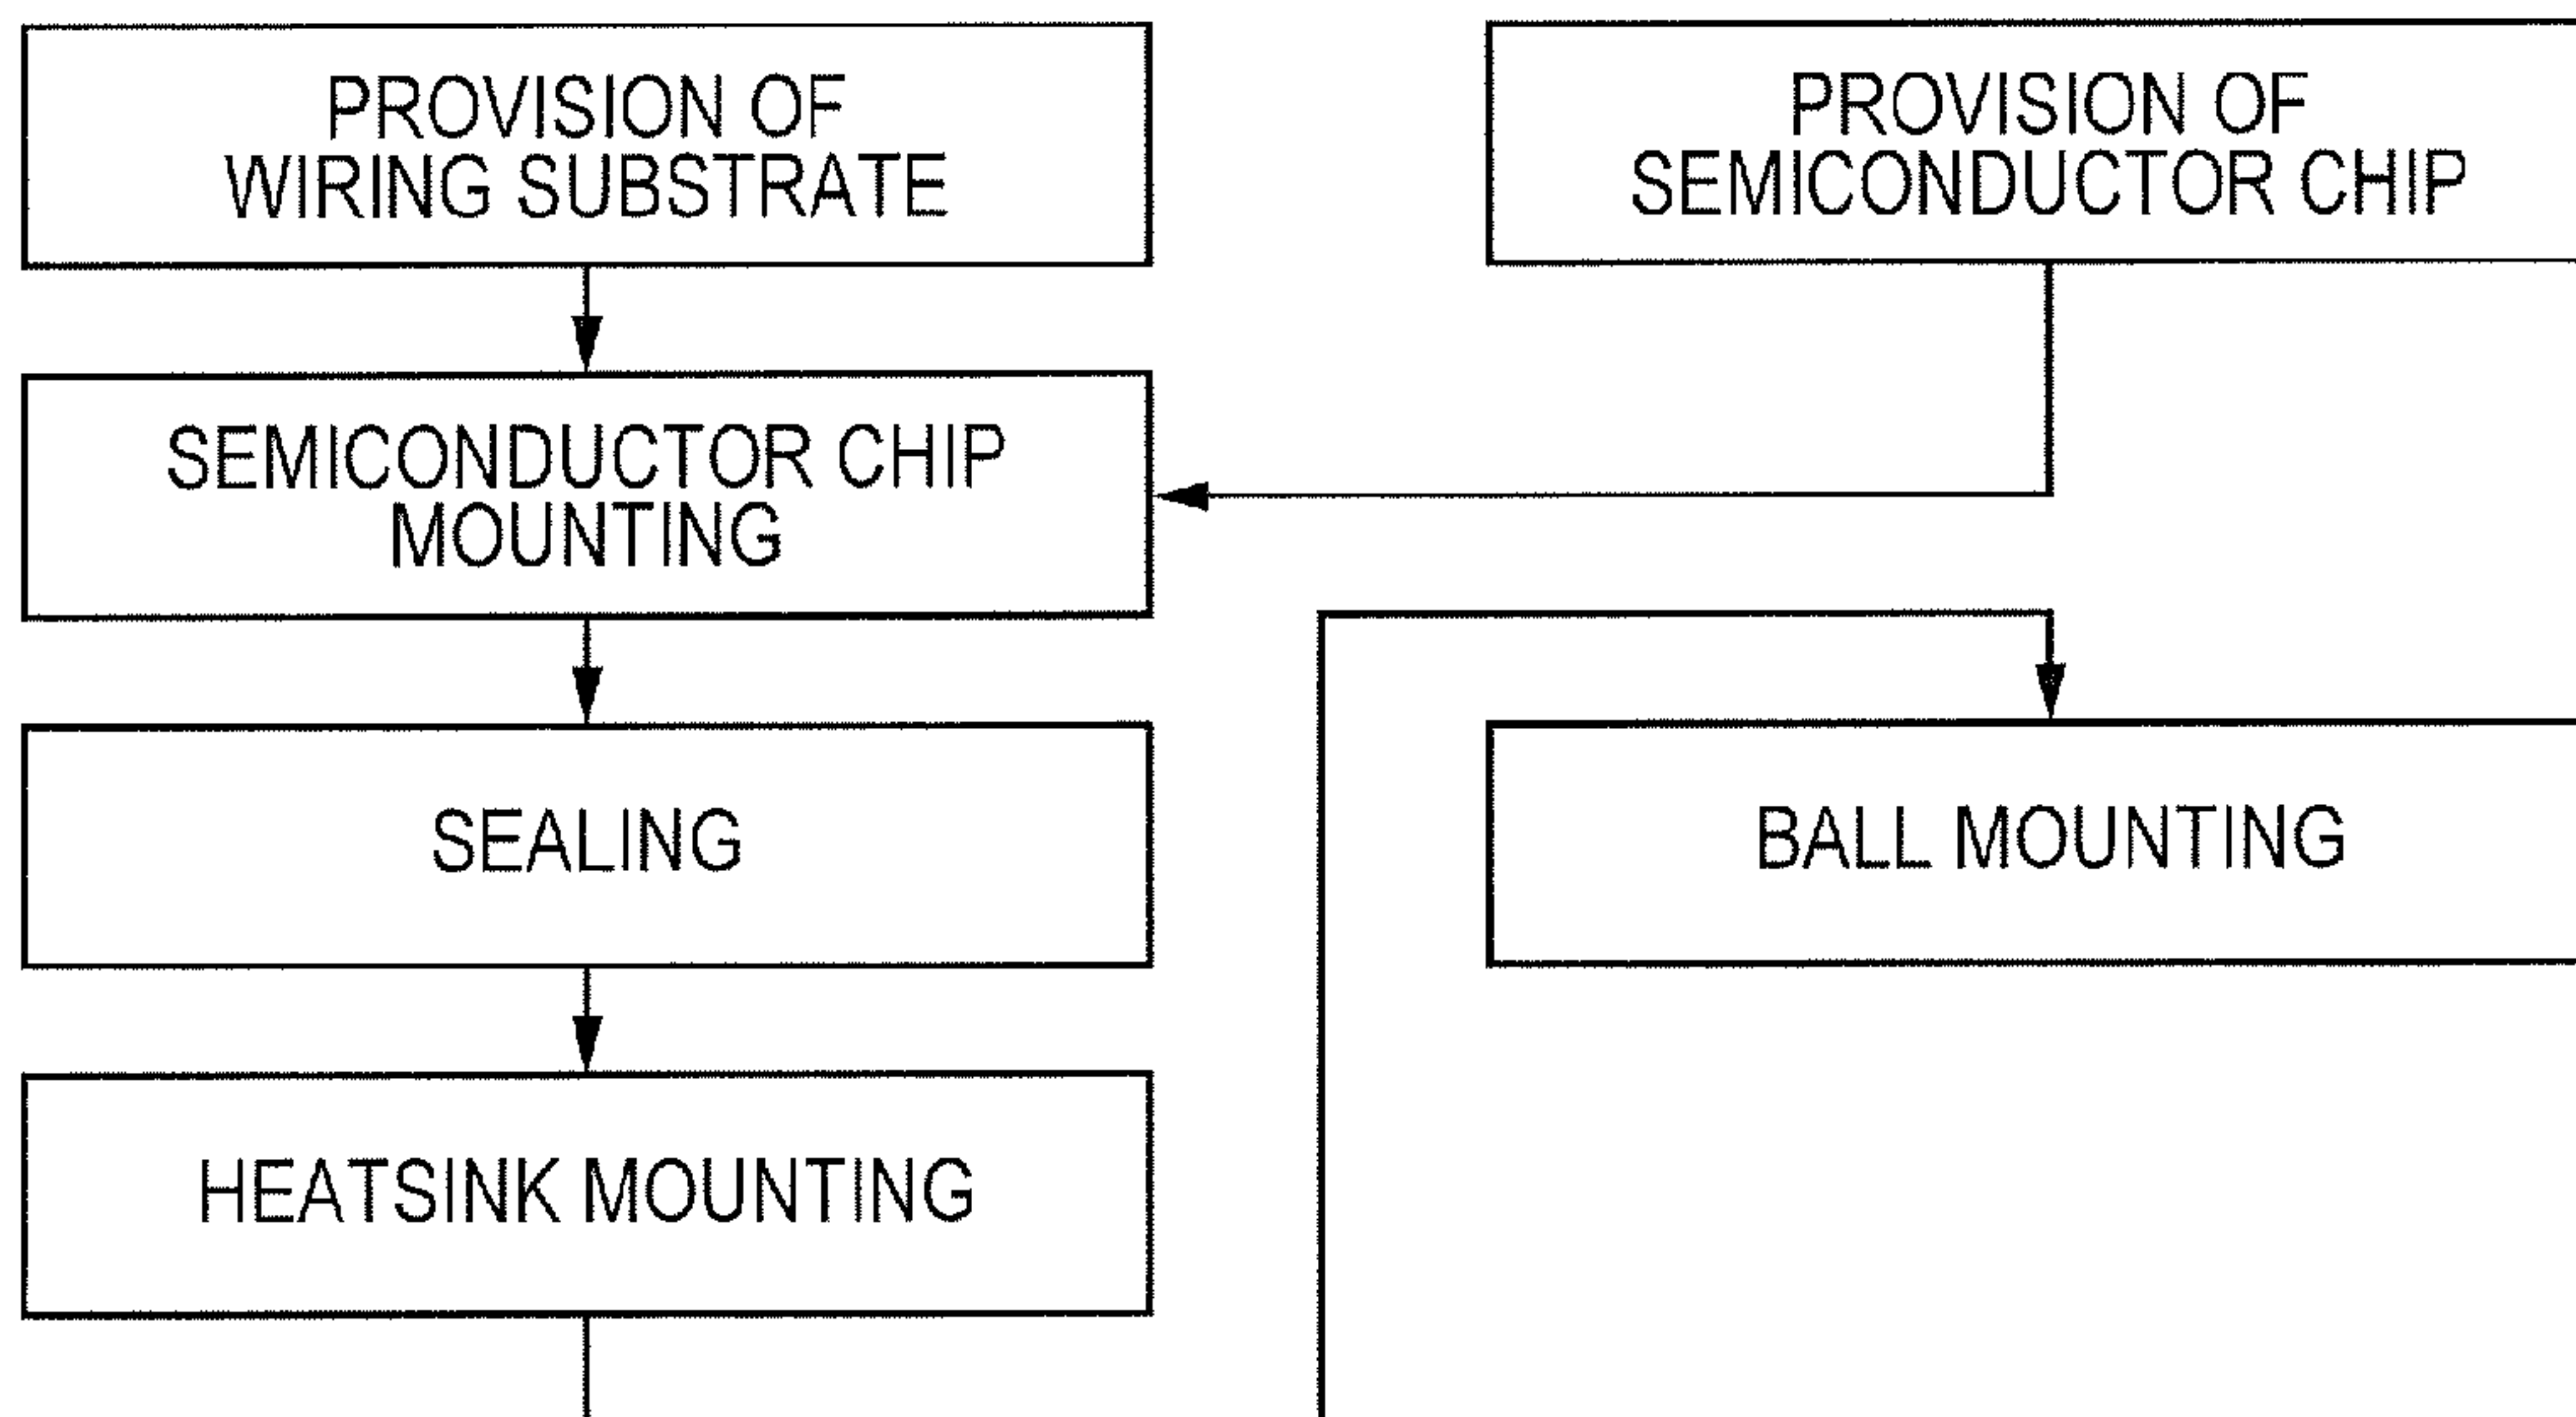 PROVISION OF
WIRING SUBSTRATE
PROVISION OF
SEMICONDUCTOR CHIP
SEMICONDUCTOR CHIP
MOUNTING
SEALING
BALL MOUNTING
HEATSINK MOUNTING